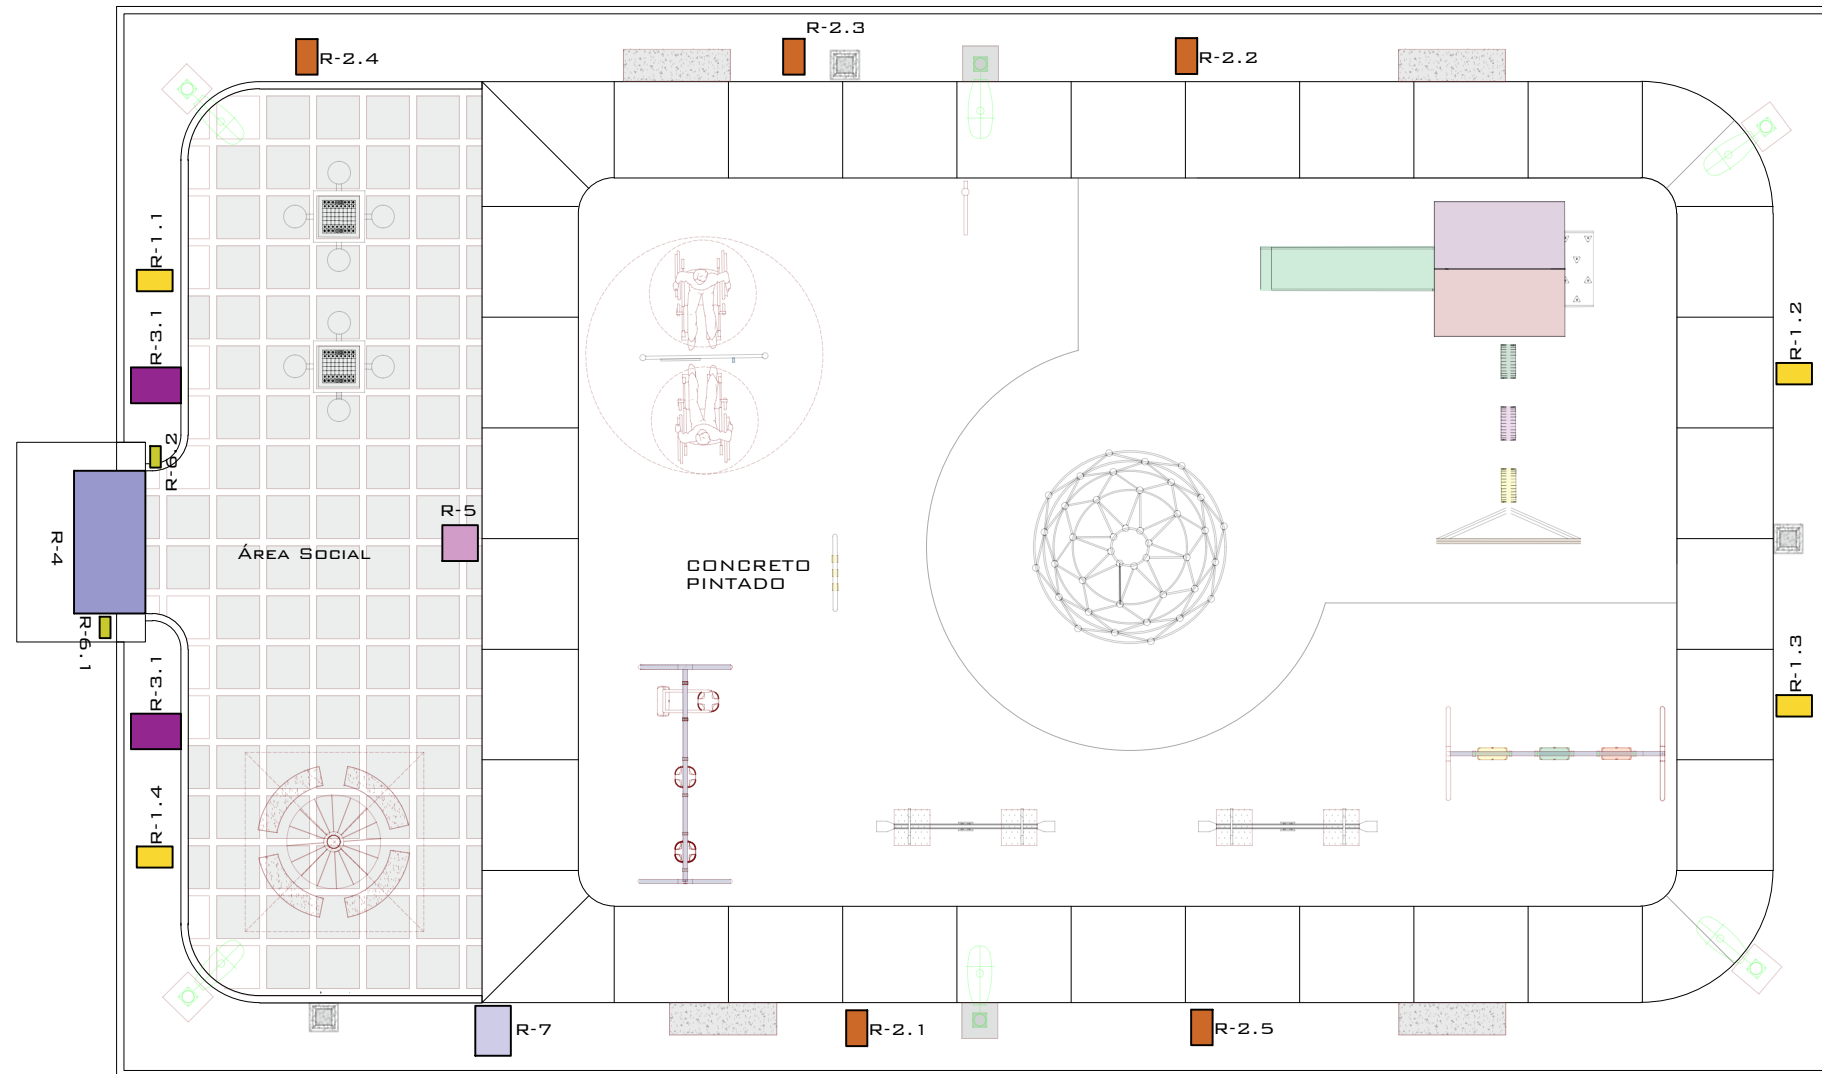 R-2.4
R-2.3
R-2.2
R-1.1
R-3.1
R-1.2
R-6.2
R-5
R-4
ÁREA SOCIAL
CONCRETO
PINTADO
R-6.1
R-3.1
R-1.3
R-1.4
R-7
R-2.1
R-2.5